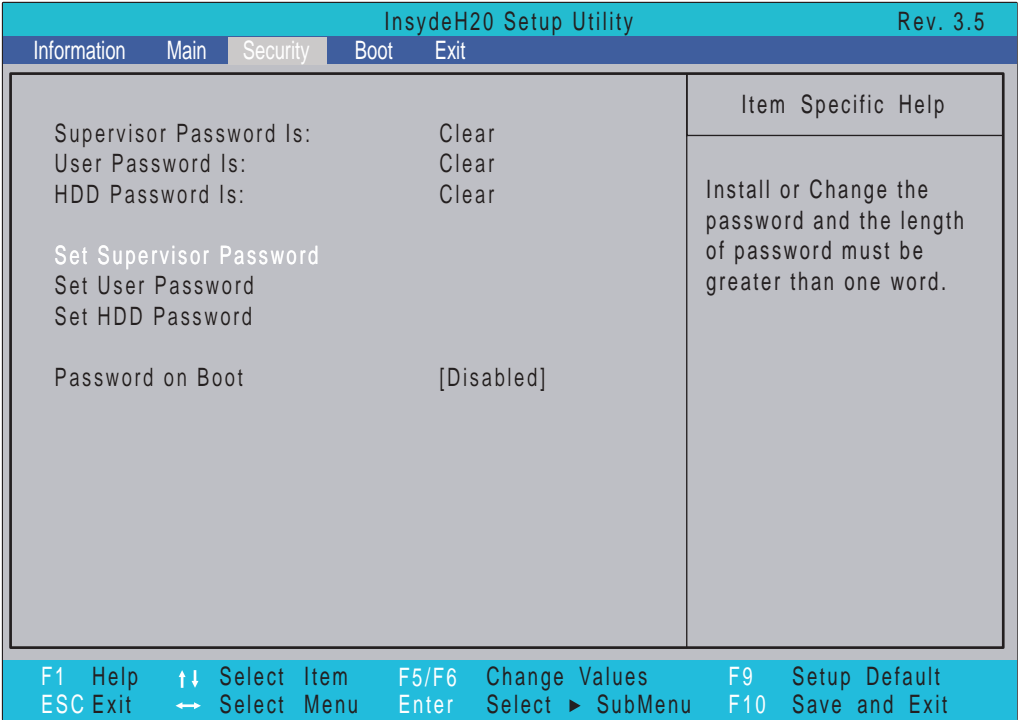 InsydeH20 Setup Utility Rev. 3.5
Information Main Security Boot Exit
Item Specific Help
Supervisor Password Is: Clear
User Password Is: Clear
HDD Password Is: Clear
Set Supervisor Password
Set User Password
Set HDD Password
Password on Boot [Disabled]
Install or Change the
password and the length
of password must be
greater than one word.
F1 Help ↑↓ Select Item F5/F6 Change Values F9 Setup Default
ESC Exit ↔ Select Menu Enter Select ► SubMenu F10 Save and Exit